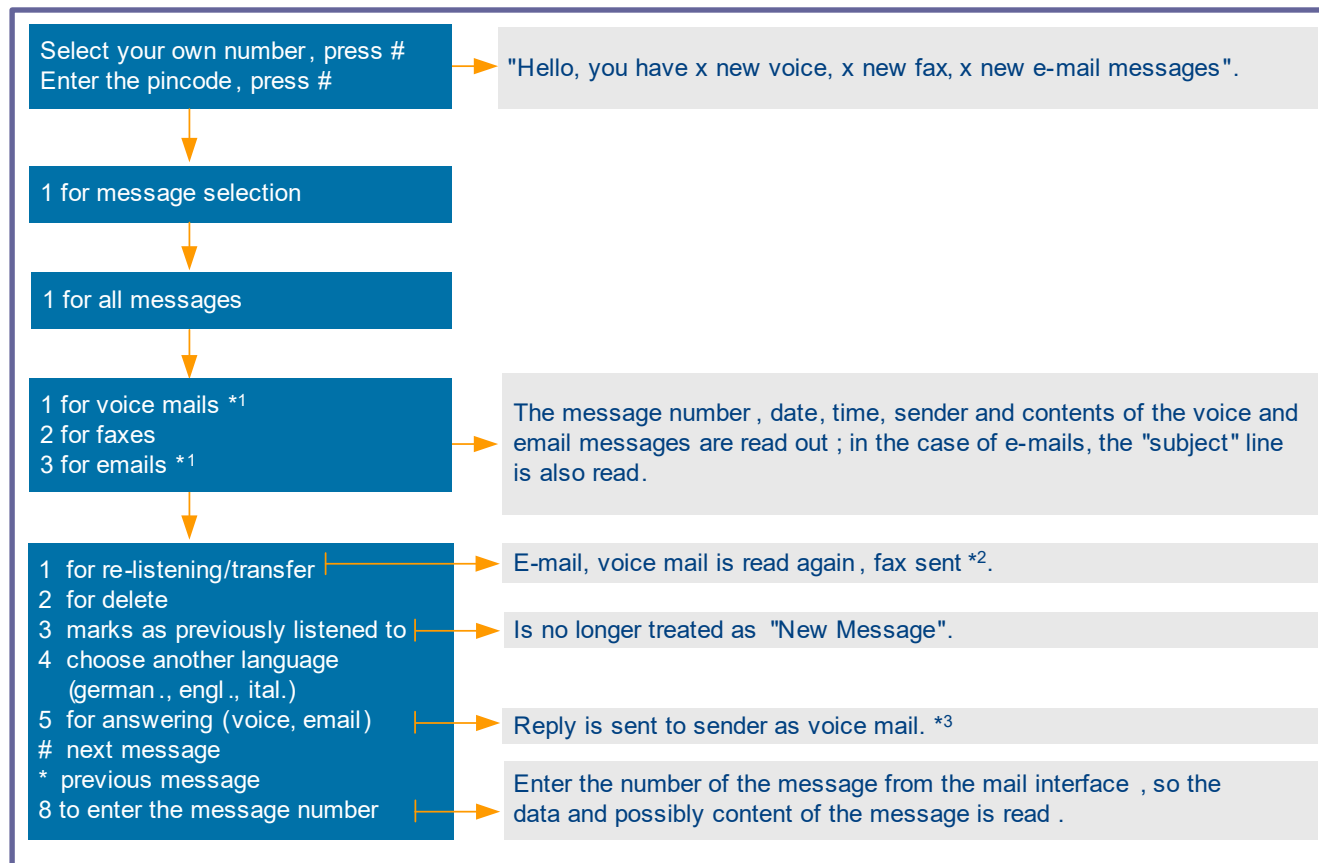 Select your own number, press #
Enter the pincode, press #
"Hello, you have x new voice, x new fax, x new e-mail messages".
1 for message selection
1 for all messages
1 for voice mails *1
2 for faxes
3 for emails *1
The message number, date, time, sender and contents of the voice and
email messages are read out; in the case of e-mails, the "subject" line
is also read.
1 for re-listening/transfer
E-mail, voice mail is read again, fax sent *2.
2 for delete
3 marks as previously listened to
Is no longer treated as "New Message".
4 choose another language
(german., engl., ital.)
5 for answering (voice, email)
Reply is sent to sender as voice mail. *3
# next message
* previous message
8 to enter the message number
Enter the number of the message from the mail interface, so the
data and possibly content of the message is read.